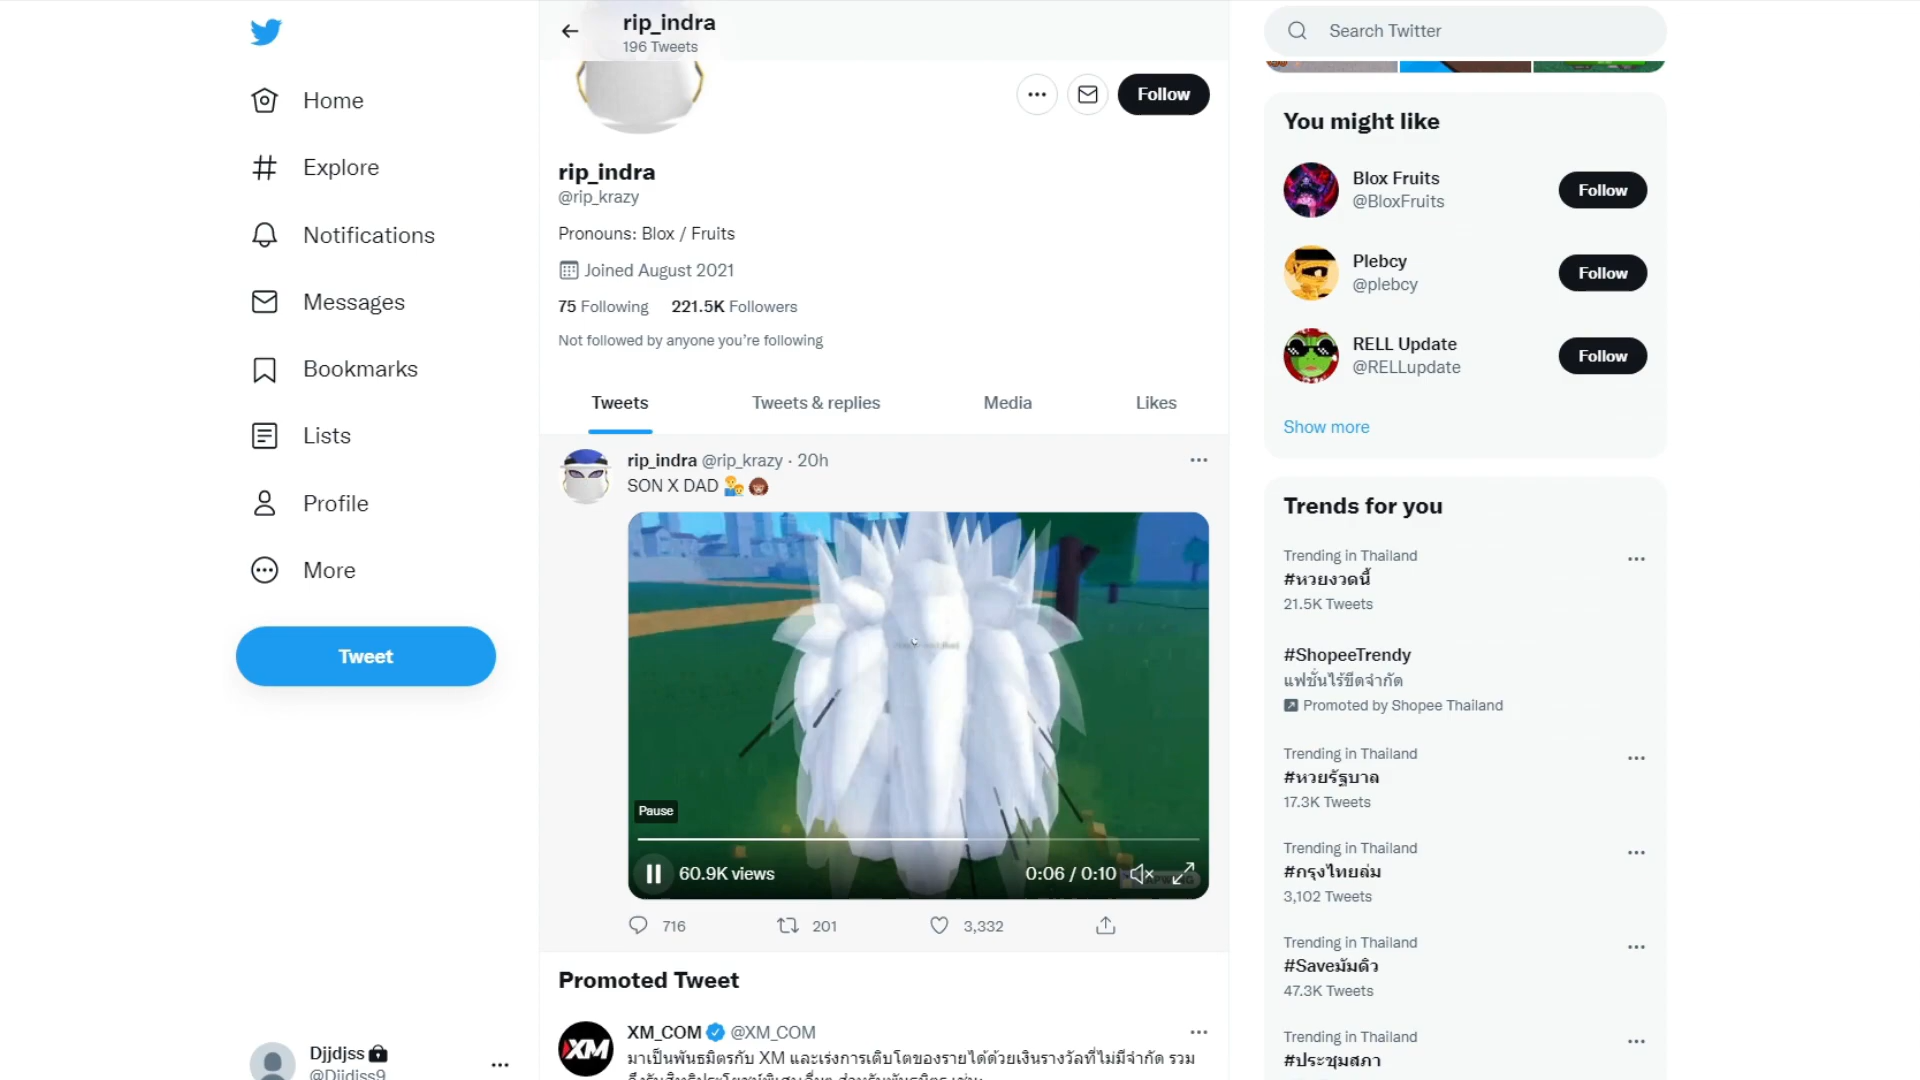 rip_indra
196 Tweets
Search Twitter
Home
Explore
Notifications
Messages
Bookmarks
Lists
Profile
More
Tweet
Djjdjss
@Djjdjss9
Follow
rip_indra
@rip_krazy
Pronouns: Blox / Fruits
Joined August 2021
75 Following 221.5K Followers
Not followed by anyone you're following
Tweets Tweets & replies Media Likes
rip_indra @rip_krazy · 20h
SON X DAD
Pause
60.9K views 0:06 / 0:10
716 201 3,332
Promoted Tweet
XM_COM @XM_COM
XM
มาเป็นพันธมิตรกับ XM และเร่งการเติบโตของรายได้ด้วยเงินรางวัลที่ไม่มีจำกัด รวม
You might like
Blox Fruits
@BloxFruits
Follow
Plebcy
@plebcy
Follow
RELL Update
@RELLupdate
Follow
Show more
Trends for you
Trending in Thailand
#หวยงวดนี้
21.5K Tweets
#ShopeeTrendy
แฟชั่นไร้ขีดจำกัด
Promoted by Shopee Thailand
Trending in Thailand
#หวยรัฐบาล
17.3K Tweets
Trending in Thailand
#กรุงไทยล่ม
3,102 Tweets
Trending in Thailand
#Saveมัมดิว
47.3K Tweets
Trending in Thailand
#ประชุมสภา